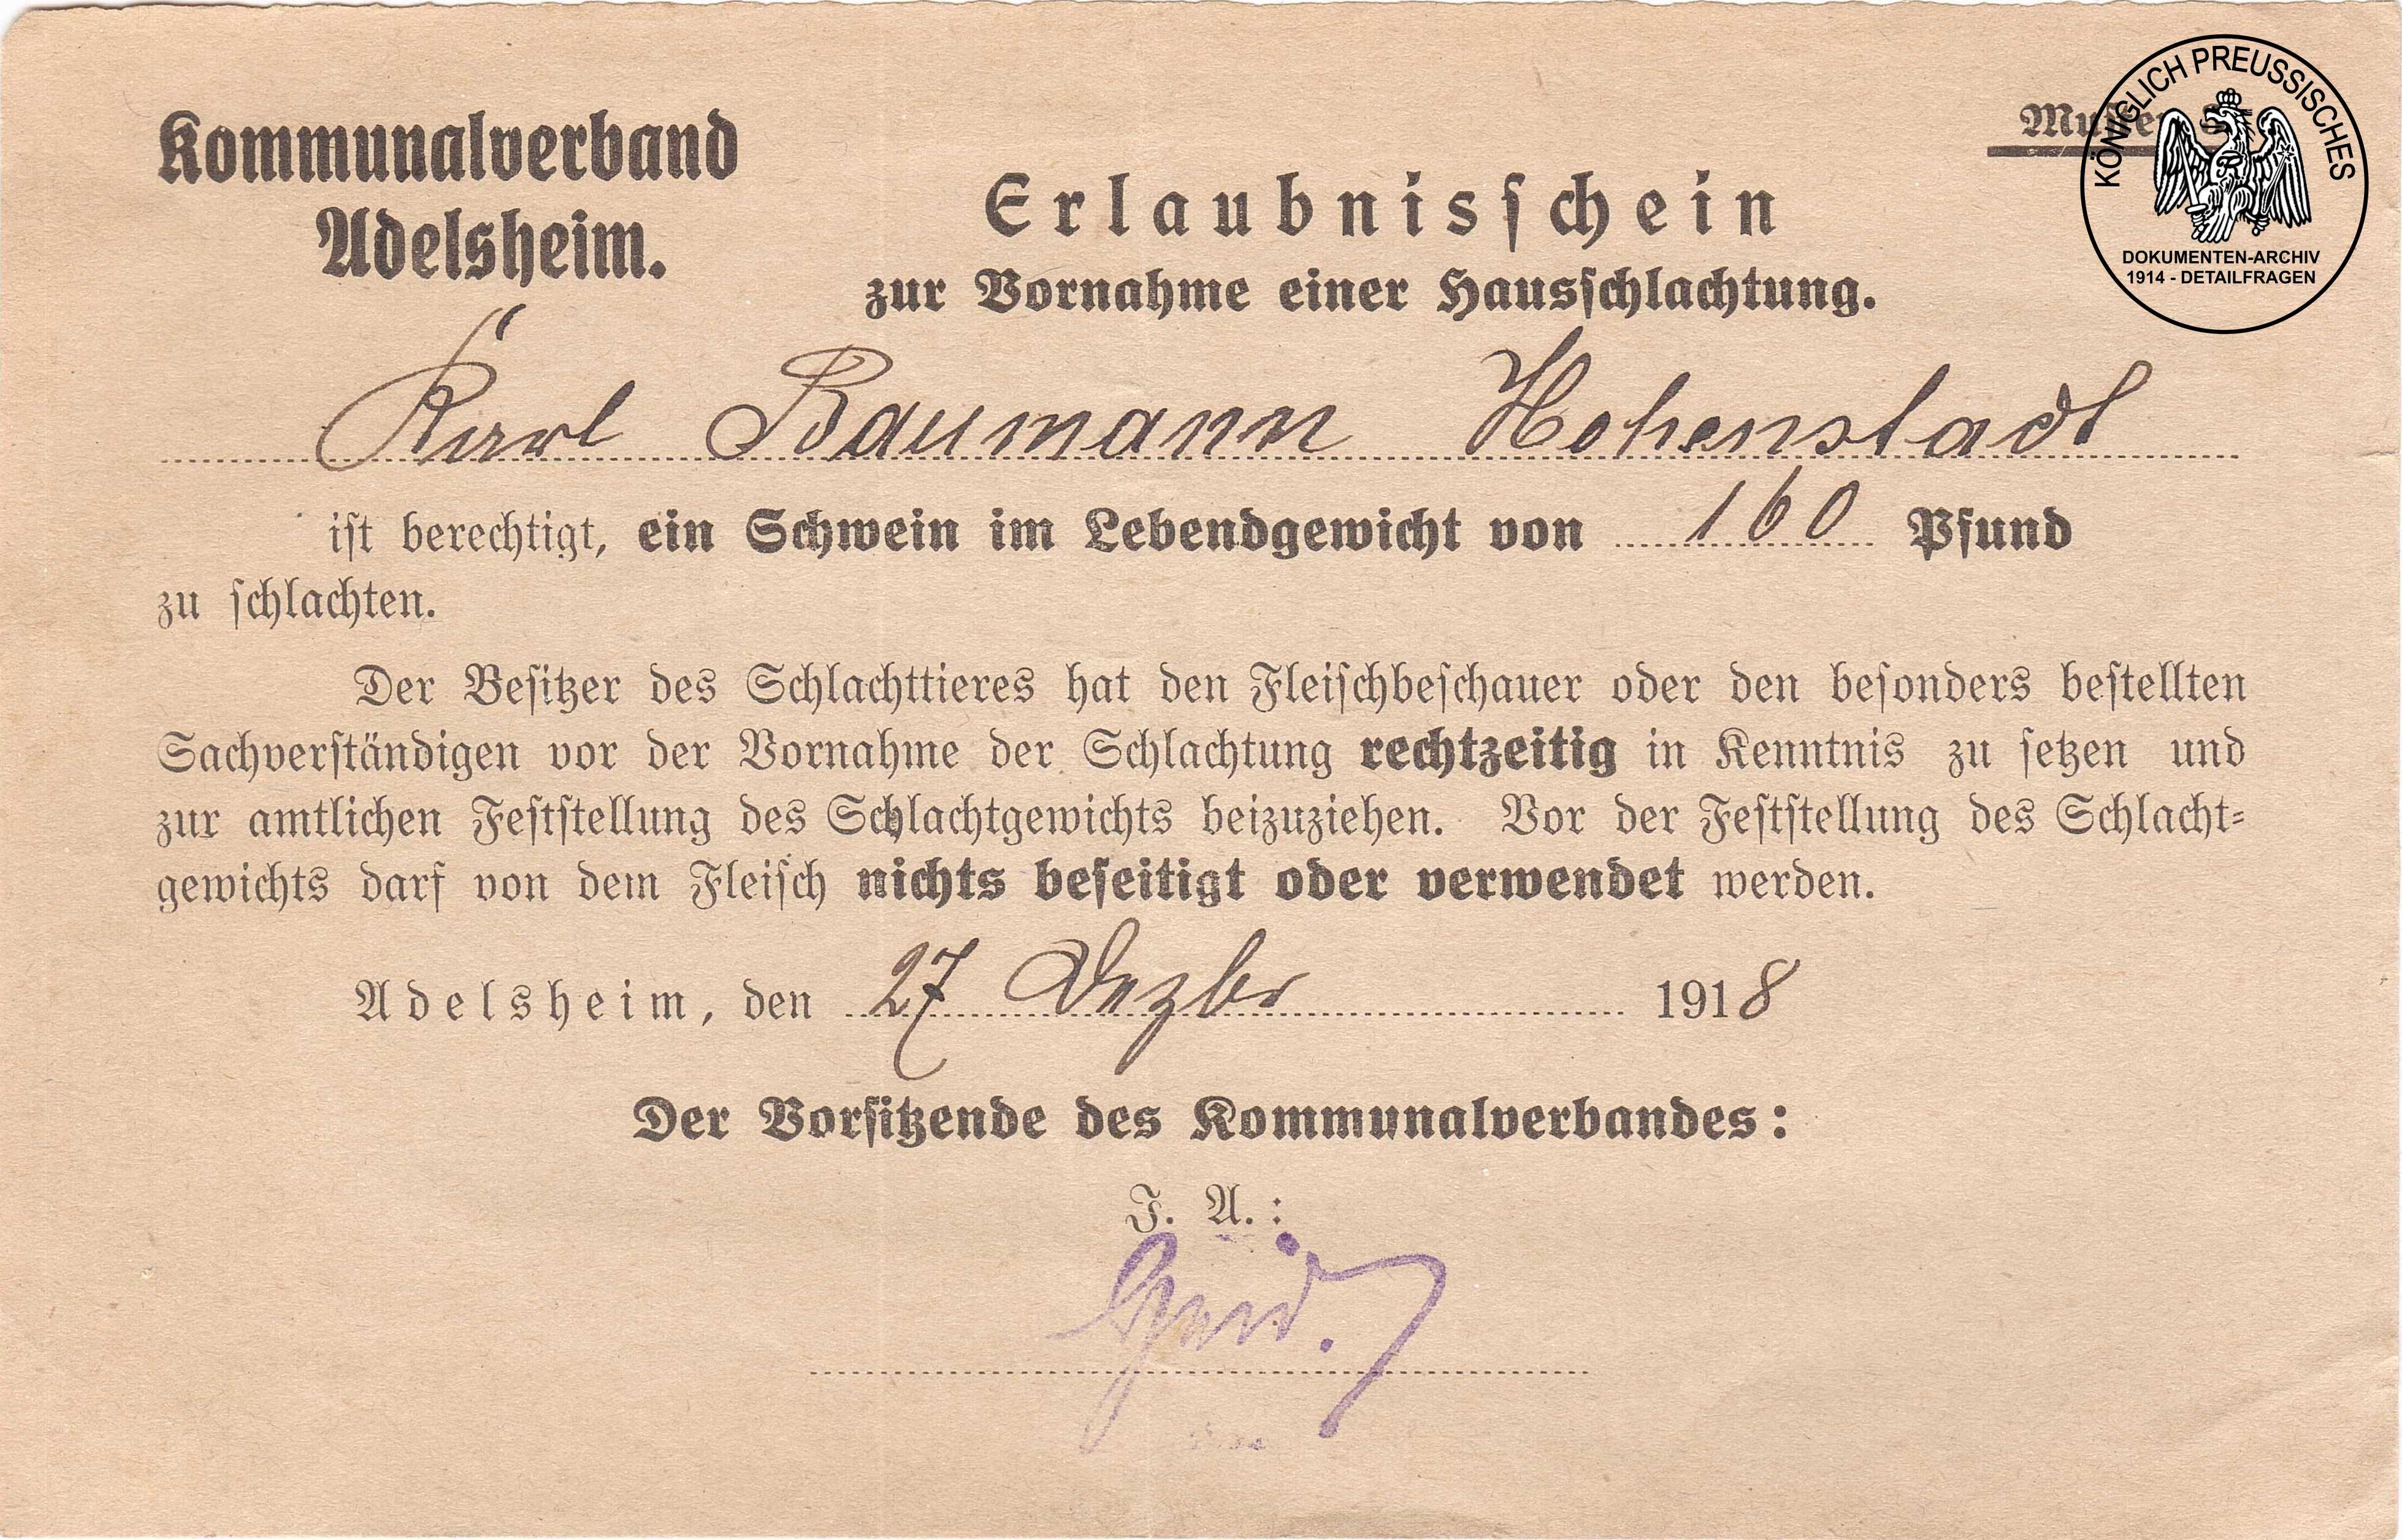 Kommunalverband
Adelsheim.
KÖNIGLICH PREUSSISCHES
DOKUMENTEN-ARCHIV
1914 - DETAILFRAGEN
Erlaubnisschein
zur Vornahme einer Hausschlachtung.
Karl Baumann Hohenstadt
ist berechtigt, ein Schwein im Lebendgewicht von 160 Pfund
zu schlachten.
Der Besitzer des Schlachttieres hat den Fleischbeschauer oder den besonders bestellten
Sachverständigen vor der Vornahme der Schlachtung rechtzeitig in Kenntnis zu setzen und
zur amtlichen Feststellung des Schlachtgewichts beizuziehen. Vor der Feststellung des Schlacht-
gewichts darf von dem Fleisch nichts beseitigt oder verwendet werden.
Adelsheim, den 27 Dezbr 1918
Der Vorsitzende des Kommunalverbandes:
J. A.: